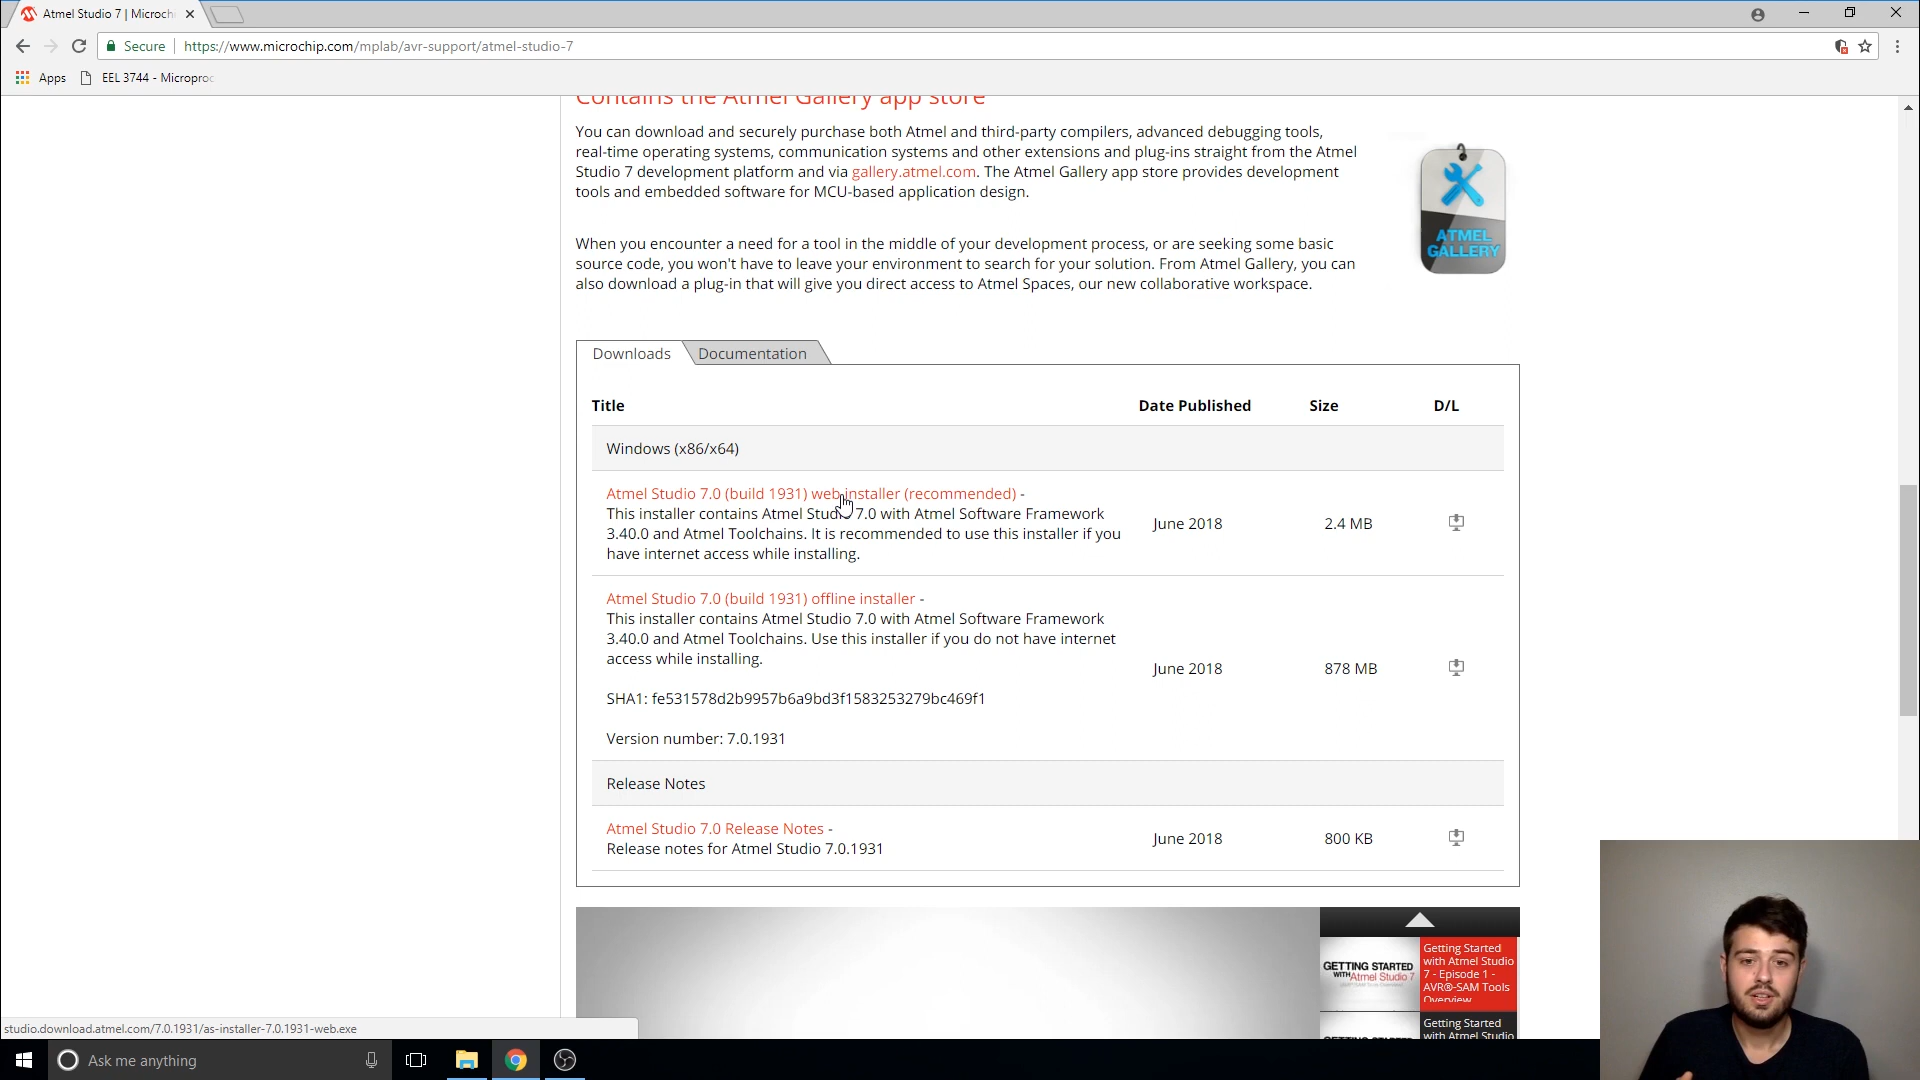 Atmel Studio 7 | Microch
Secure
https://www.microchip.com/mplab/avr-support/atmel-studio-7
Apps
EEL 3744 - Microproc
Contains the Atmel Gallery app store
You can download and securely purchase both Atmel and third-party compilers, advanced debugging tools,
real-time operating systems, communication systems and other extensions and plug-ins straight from the Atmel
Studio 7 development platform and via gallery.atmel.com. The Atmel Gallery app store provides development
tools and embedded software for MCU-based application design.
ATMEL
GALLERY
When you encounter a need for a tool in the middle of your development process, or are seeking some basic
source code, you won't have to leave your environment to search for your solution. From Atmel Gallery, you can
also download a plug-in that will give you direct access to Atmel Spaces, our new collaborative workspace.
Downloads
Documentation
Title
Date Published
Size
D/L
Windows (x86/x64)
Atmel Studio 7.0 (build 1931) web installer (recommended) -
This installer contains Atmel Studio 7.0 with Atmel Software Framework
3.40.0 and Atmel Toolchains. It is recommended to use this installer if you
have internet access while installing.
June 2018
2.4 MB
Atmel Studio 7.0 (build 1931) offline installer -
This installer contains Atmel Studio 7.0 with Atmel Software Framework
3.40.0 and Atmel Toolchains. Use this installer if you do not have internet
access while installing.
SHA1: fe531578d2b9957b6a9bd3f1583253279bc469f1
Version number: 7.0.1931
June 2018
878 MB
Release Notes
Atmel Studio 7.0 Release Notes -
Release notes for Atmel Studio 7.0.1931
June 2018
800 KB
GETTING STARTED
WITH Atmel Studio 7
Getting Started
with Atmel Studio
7 - Episode 1 -
AVR®-SAM Tools
Overview
Getting Started
with Atmel Studio
studio.download.atmel.com/7.0.1931/as-installer-7.0.1931-web.exe
Ask me anything